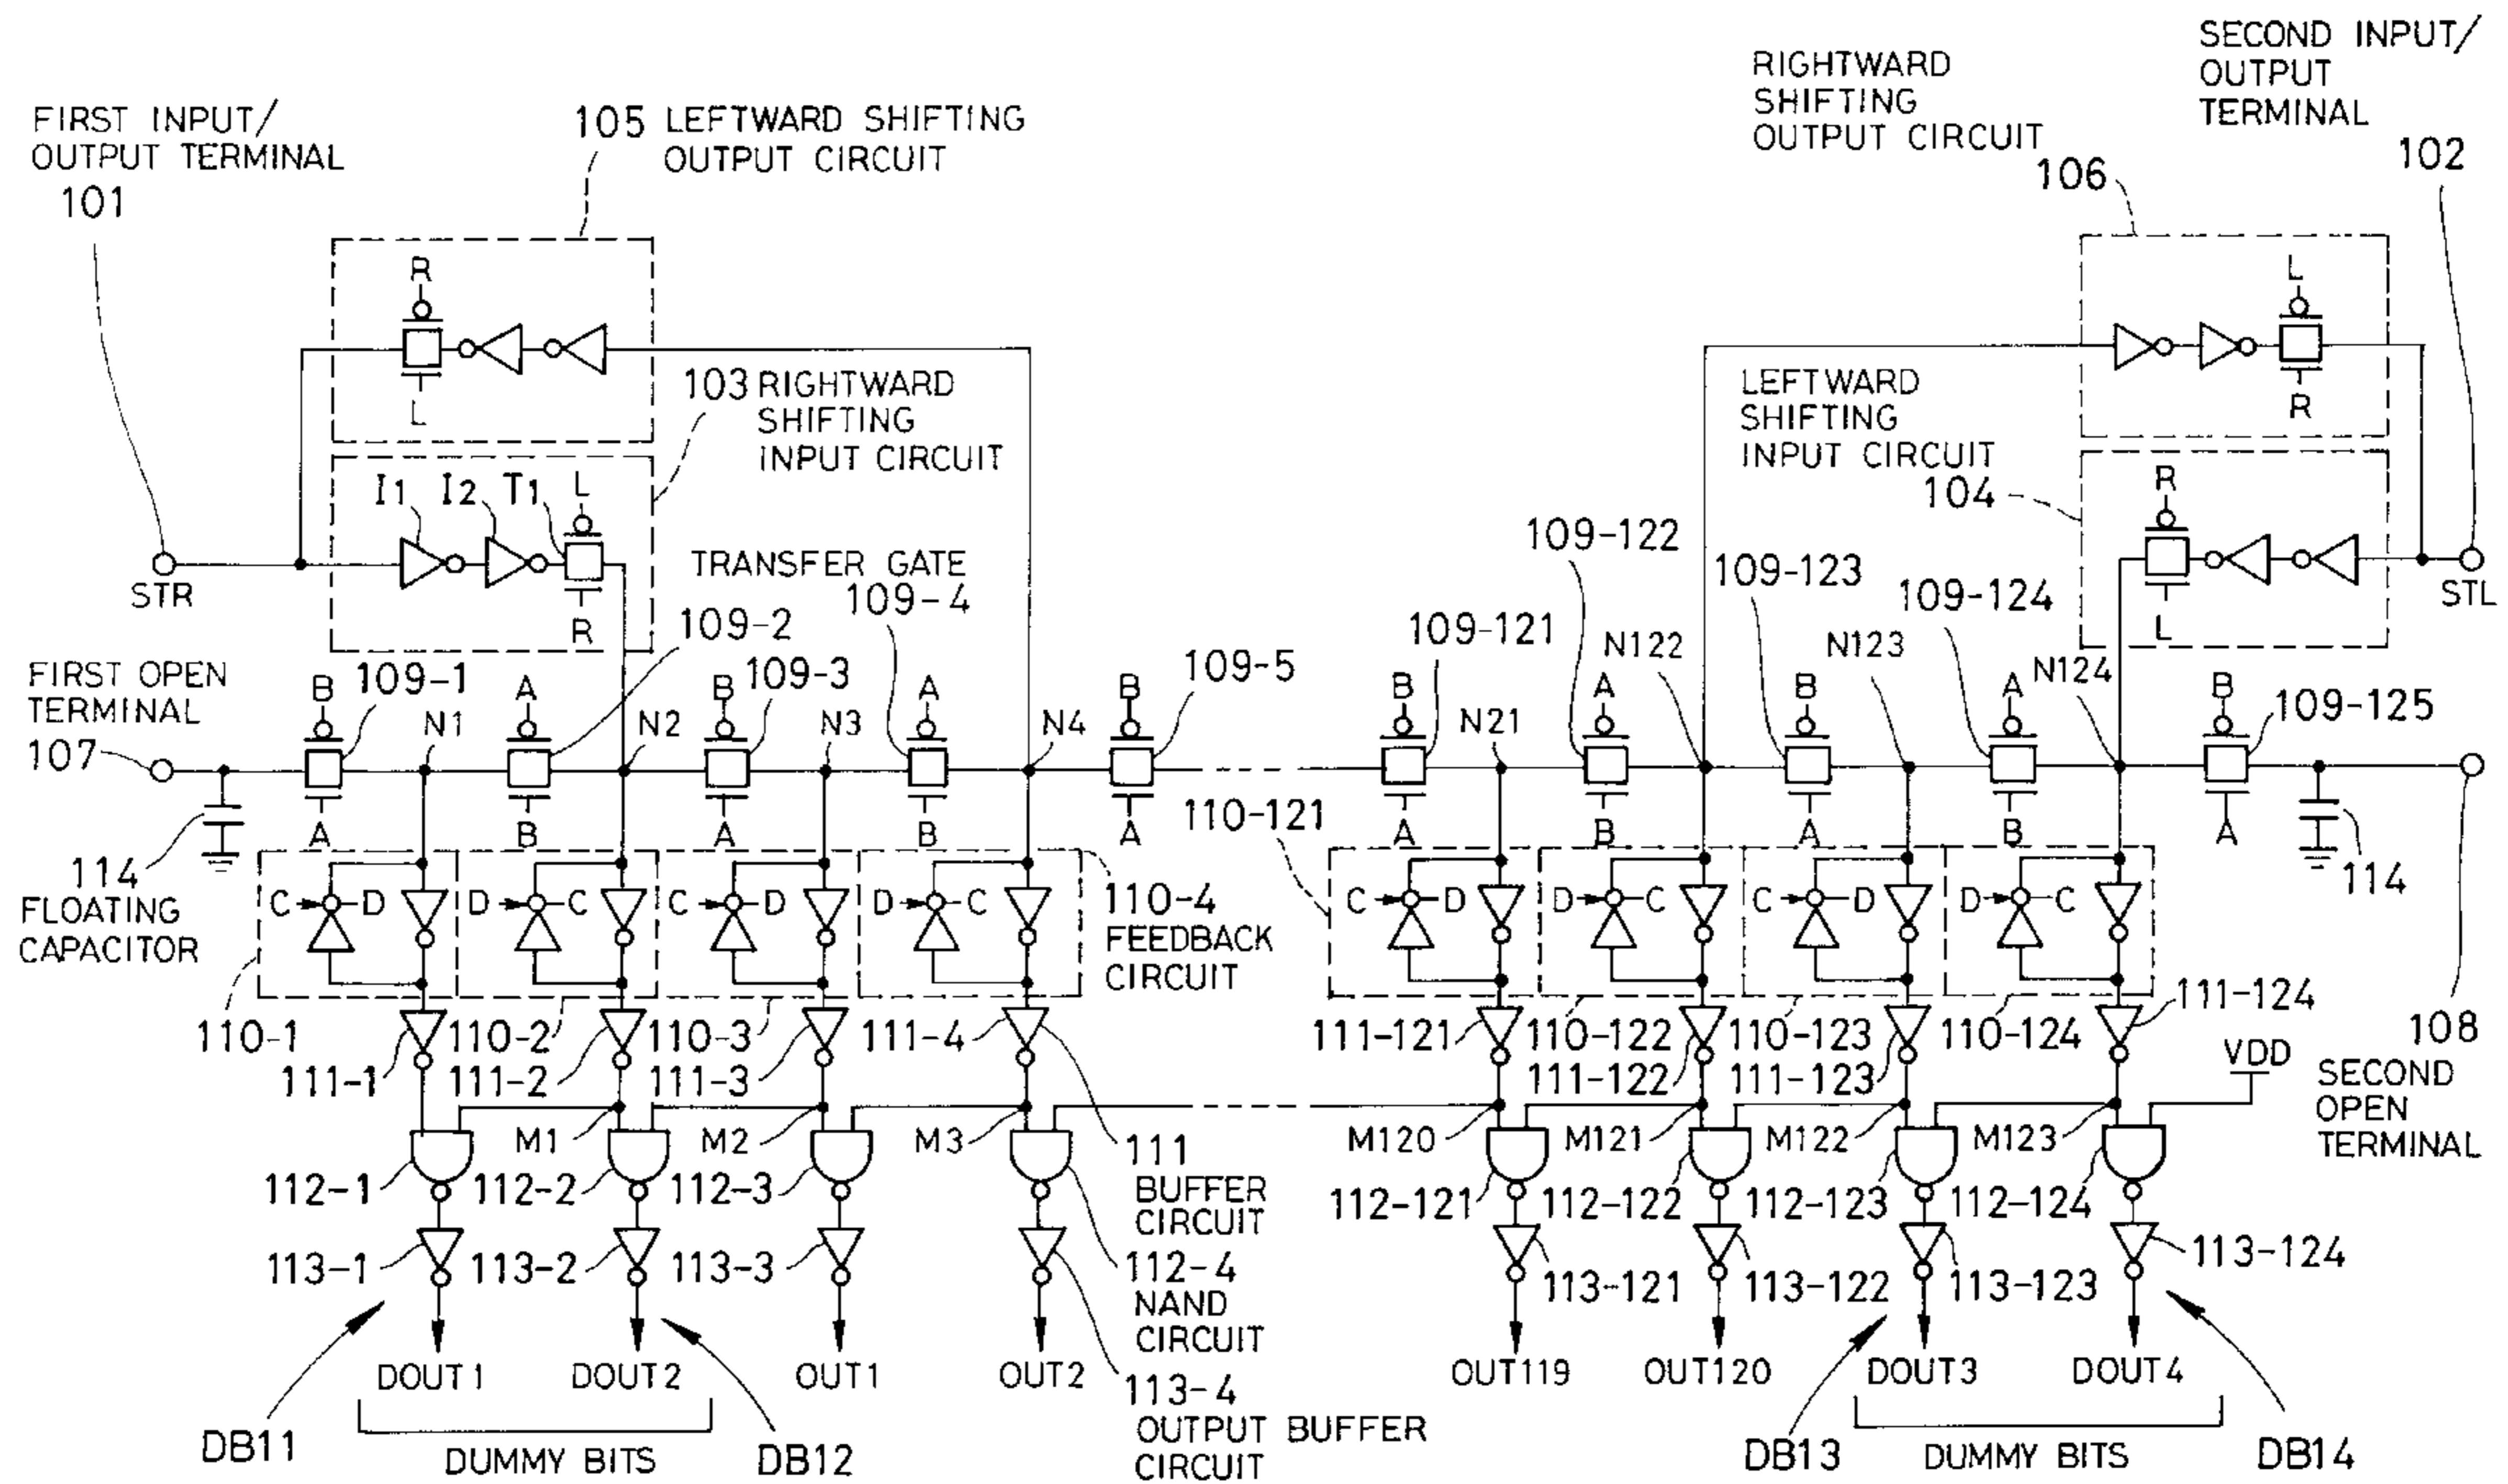 FIRST INPUT/
OUTPUT TERMINAL
101
105 LEFTWARD SHIFTING
OUTPUT CIRCUIT
RIGHTWARD
SHIFTING
OUTPUT CIRCUIT
106
SECOND INPUT/
OUTPUT
TERMINAL
102
R
L
103 RIGHTWARD
SHIFTING
INPUT CIRCUIT
L
R
LEFTWARD
SHIFTING
INPUT CIRCUIT
104
I1 I2 T1 L
R
R
L
STR
STL
TRANSFER GATE
109-4
109-2
109-122
109-123
109-124
109-121
FIRST OPEN
TERMINAL
107
B 109-1 N1 A N2 B 109-3 N3 A N4 B 109-5
B N21 A N122 B N123 A N124 B 109-125
A B A B A
A B A B A
114
FLOATING
CAPACITOR
110-121
114
C D D C C D D C
110-4
FEEDBACK
CIRCUIT
C D D C C D D C
110-1 110-2 110-3 111-4
111-1 111-2 111-3
111-121 110-122 110-123 110-124 111-124
111-122 111-123
VDD
108
SECOND
OPEN
TERMINAL
M1 M2 M3
111
BUFFER
CIRCUIT
M120 M121 M122 M123
112-1 112-2 112-3
112-121 112-122 112-123 112-124
113-1 113-2 113-3
112-4
NAND
CIRCUIT
113-121 113-122 113-123 113-124
DOUT1 DOUT2 OUT1 OUT2
113-4
OUTPUT BUFFER
CIRCUIT
OUT119 OUT120 DOUT3 DOUT4
DB11 DUMMY BITS DB12
DB13 DUMMY BITS DB14